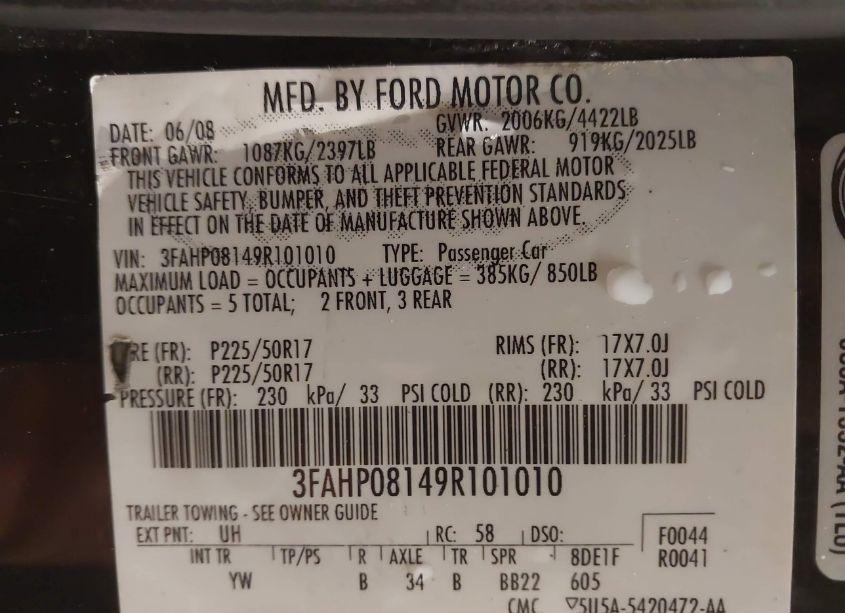 MFD. BY FORD MOTOR CO.
DATE: 06/08 GVWR: 2006KG/4422LB
FRONT GAWR: 1087KG/2397LB REAR GAWR: 919KG/2025LB
THIS VEHICLE CONFORMS TO ALL APPLICABLE FEDERAL MOTOR
VEHICLE SAFETY, BUMPER, AND THEFT PREVENTION STANDARDS
IN EFFECT ON THE DATE OF MANUFACTURE SHOWN ABOVE.
VIN: 3FAHP08149R101010 TYPE: Passenger Car
MAXIMUM LOAD = OCCUPANTS + LUGGAGE = 385KG/ 850LB
OCCUPANTS = 5 TOTAL; 2 FRONT, 3 REAR
RE (FR): P225/50R17 RIMS (FR): 17X7.0J
(RR): P225/50R17 (RR): 17X7.0J
PRESSURE (FR): 230 kPa/ 33 PSI COLD (RR): 230 kPa/ 33 PSI COLD
3FAHP08149R101010
TRAILER TOWING - SEE OWNER GUIDE
EXT PNT: UH RC: 58 DSO: F0044
INT TR TP/PS R AXLE TR SPR 8DE1F R0041
YW B 34 B BB22 605
CMC ▽5U5A-5420472-AA